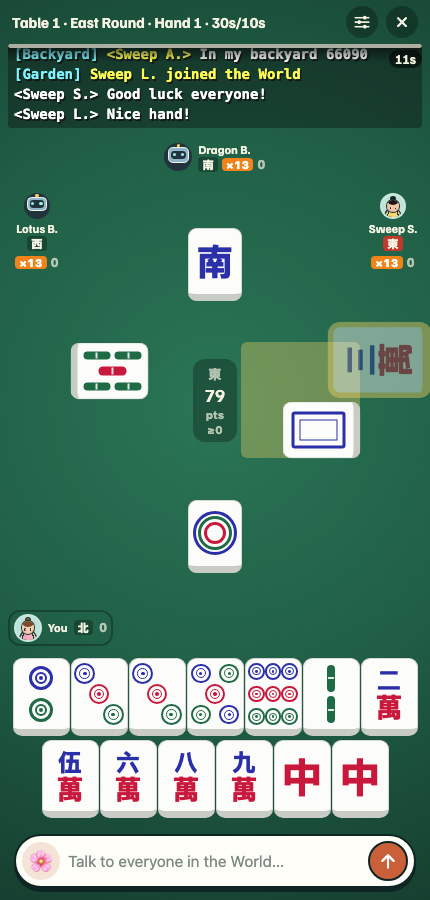 Table 1 · East Round · Hand 1 · 30s/10s
[Backyard] <Sweep A.> In my backyard 66090
11s
[Garden] Sweep L. joined the World
<Sweep S.> Good luck everyone!
<Sweep L.> Nice hand!
Dragon B.
南 ×13 0
Lotus B.
西
×13 0
Sweep S.
東
×13 0
南
三萬
東
79
pts
≥0
You 北 0
二萬
伍萬 六萬 八萬 九萬 中 中
Talk to everyone in the World...